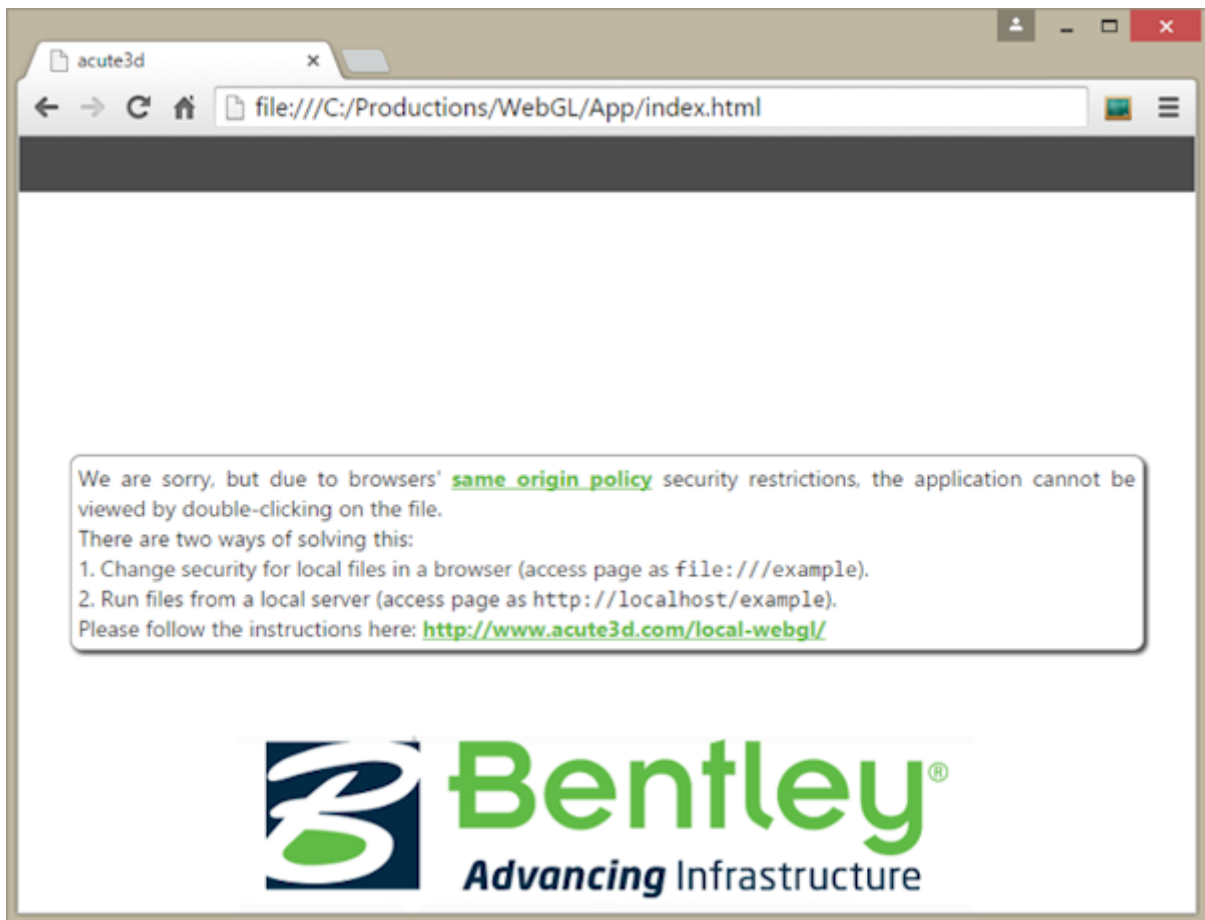 acute3d
file:///C:/Productions/WebGL/App/index.html
We are sorry, but due to browsers' same origin policy security restrictions, the application cannot be
viewed by double-clicking on the file.
There are two ways of solving this:
1. Change security for local files in a browser (access page as file:///example).
2. Run files from a local server (access page as http://localhost/example).
Please follow the instructions here: http://www.acute3d.com/local-webgl/
B Bentley®
Advancing Infrastructure